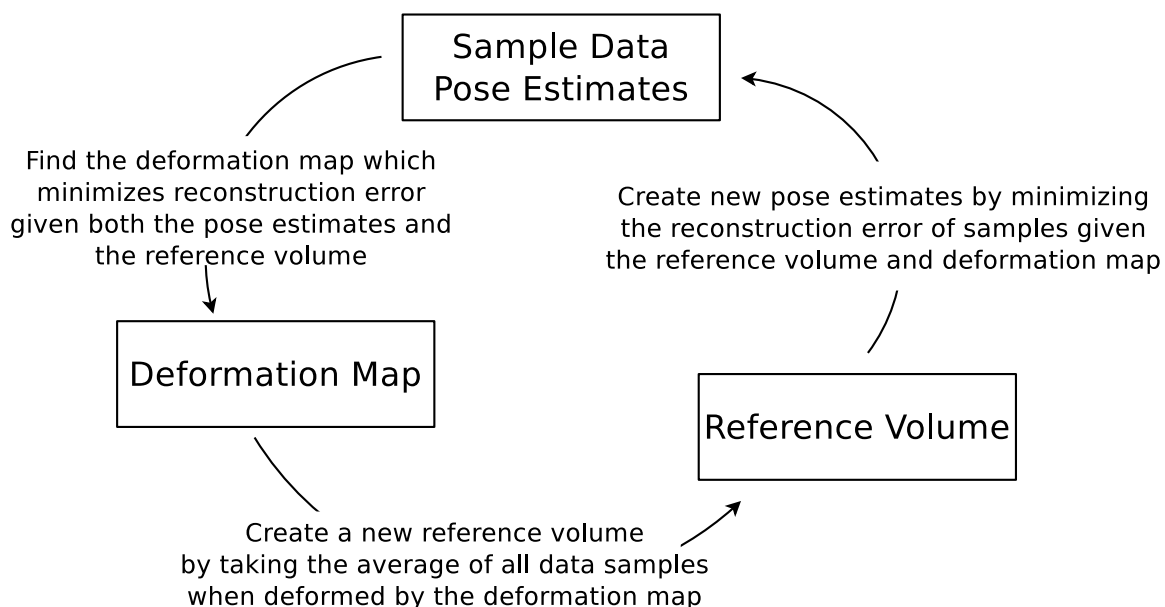 Sample Data
Pose Estimates
Find the deformation map which
minimizes reconstruction error
given both the pose estimates and
the reference volume
Create new pose estimates by minimizing
the reconstruction error of samples given
the reference volume and deformation map
Deformation Map
Reference Volume
Create a new reference volume
by taking the average of all data samples
when deformed by the deformation map